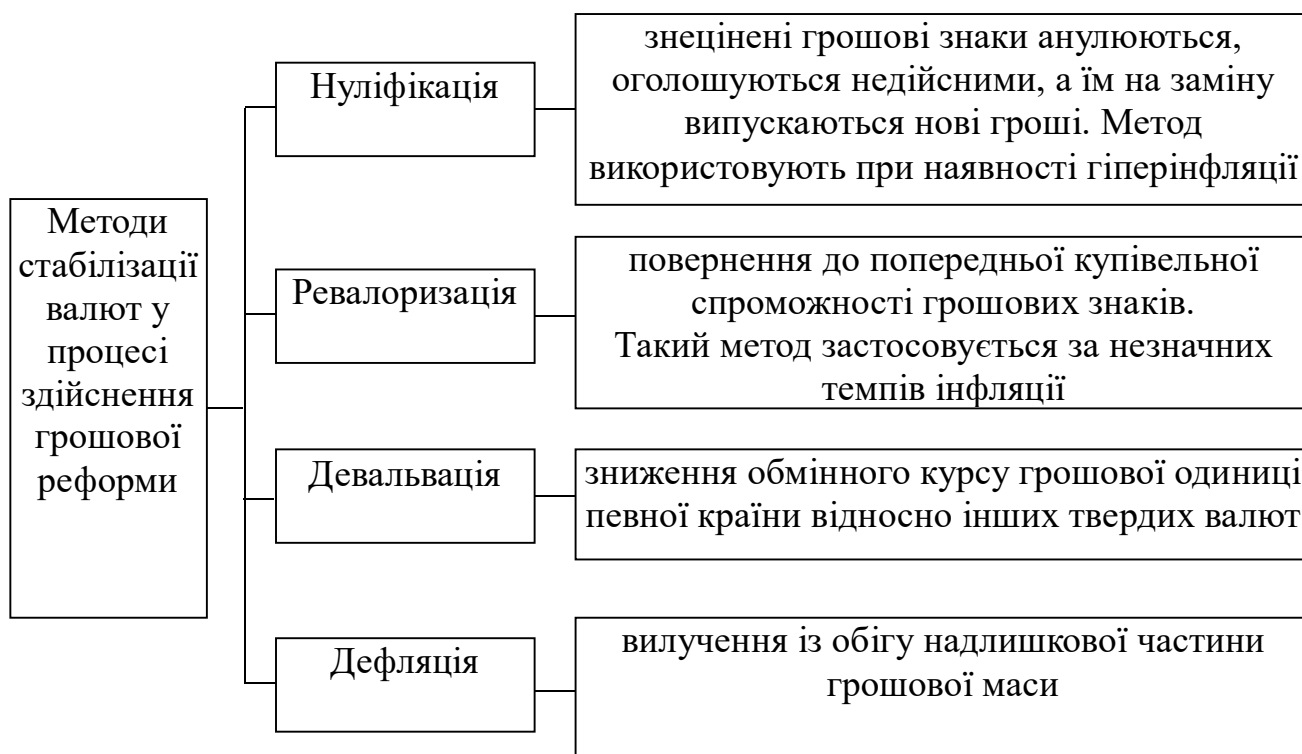 Методи
стабілізації
валют у
процесі
здійснення
грошової
реформи
Нуліфікація
знецінені грошові знаки анулюються,
оголошуються недійсними, а їм на заміну
випускаються нові гроші. Метод
використовують при наявності гіперінфляції
Ревалоризація
повернення до попередньої купівельної
спроможності грошових знаків.
Такий метод застосовується за незначних
темпів інфляції
Девальвація
зниження обмінного курсу грошової одиниці
певної країни відносно інших твердих валют
Дефляція
вилучення із обігу надлишкової частини
грошової маси